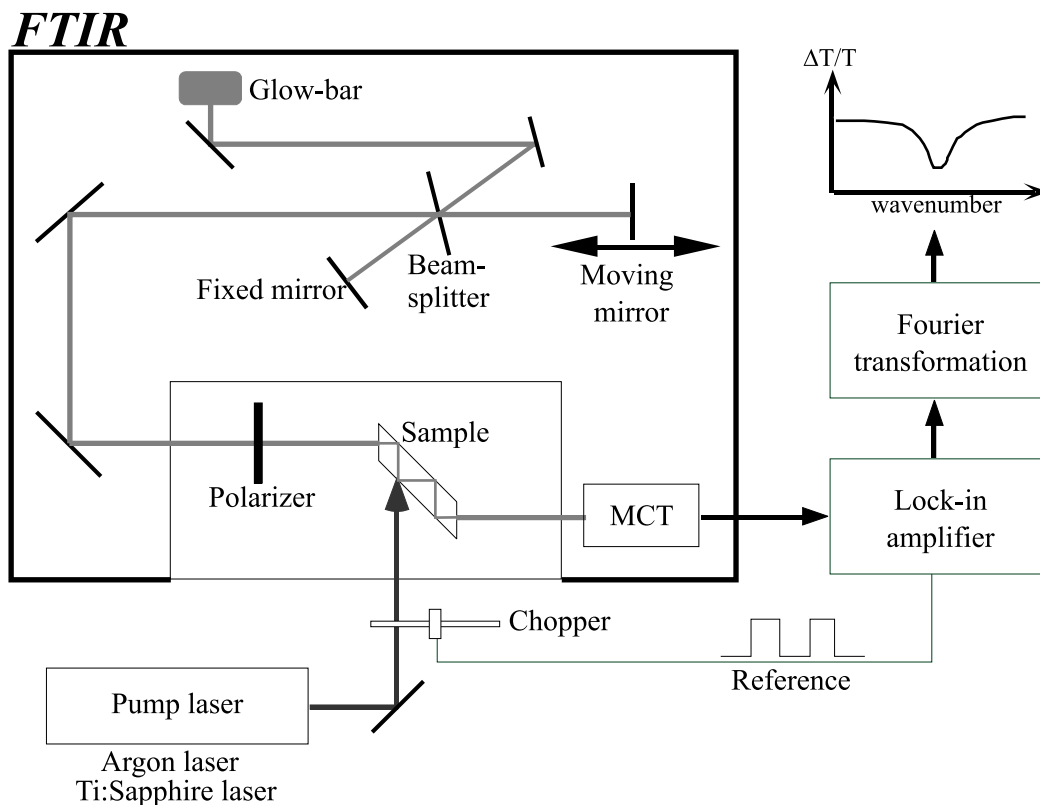 FTIR
Glow-bar
Fixed mirror
Beam-
splitter
Moving
mirror
ΔT/T
wavenumber
Fourier
transformation
Sample
Polarizer
MCT
Lock-in
amplifier
Chopper
Reference
Pump laser
Argon laser
Ti:Sapphire laser